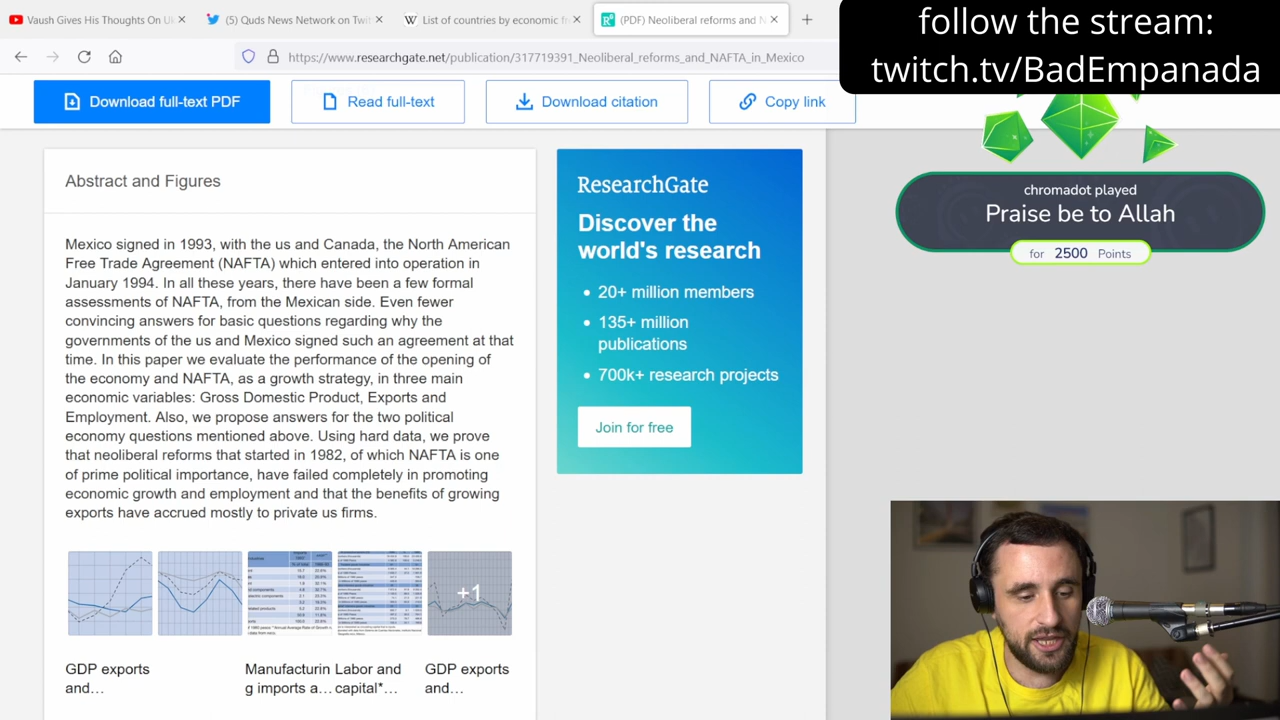 Vaush Gives His Thoughts On Uk
(5) Quds News Network on Twit
List of countries by economic fr
(PDF) Neoliberal reforms and N
follow the stream:
twitch.tv/BadEmpanada
https://www.researchgate.net/publication/317719391_Neoliberal_reforms_and_NAFTA_in_Mexico
Download full-text PDF
Read full-text
Download citation
Copy link
Abstract and Figures
Mexico signed in 1993, with the us and Canada, the North American
Free Trade Agreement (NAFTA) which entered into operation in
January 1994. In all these years, there have been a few formal
assessments of NAFTA, from the Mexican side. Even fewer
convincing answers for basic questions regarding why the
governments of the us and Mexico signed such an agreement at that
time. In this paper we evaluate the performance of the opening of
the economy and NAFTA, as a growth strategy, in three main
economic variables: Gross Domestic Product, Exports and
Employment. Also, we propose answers for the two political
economy questions mentioned above. Using hard data, we prove
that neoliberal reforms that started in 1982, of which NAFTA is one
of prime political importance, have failed completely in promoting
economic growth and employment and that the benefits of growing
exports have accrued mostly to private us firms.
+1
GDP exports
and...
Manufacturin
g imports a...
Labor and
capital*...
GDP exports
and...
ResearchGate
Discover the
world's research
• 20+ million members
• 135+ million
publications
• 700k+ research projects
Join for free
chromadot played
Praise be to Allah
for 2500 Points